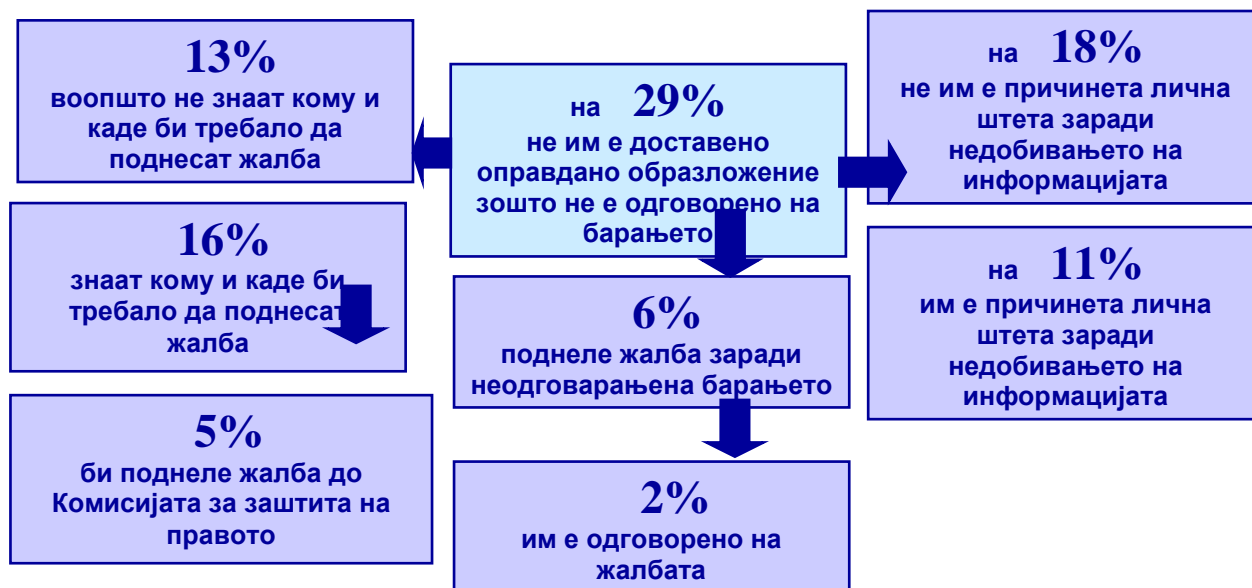 13%
воопшто не знаат кому и
каде би требало да
поднесат жалба
16%
знаат кому и каде би
требало да поднесат
жалба
5%
би поднеле жалба до
Комисијата за заштита на
правото
на 29%
не им е доставено
оправдано образложение
зошто не е одговорено на
барањето
6%
поднеле жалба заради
неодговарањена барањето
2%
им е одговорено на
жалбата
на 18%
не им е причинета лична
штета заради
недобивањето на
информацијата
на 11%
им е причинета лична
штета заради
недобивањето на
информацијата